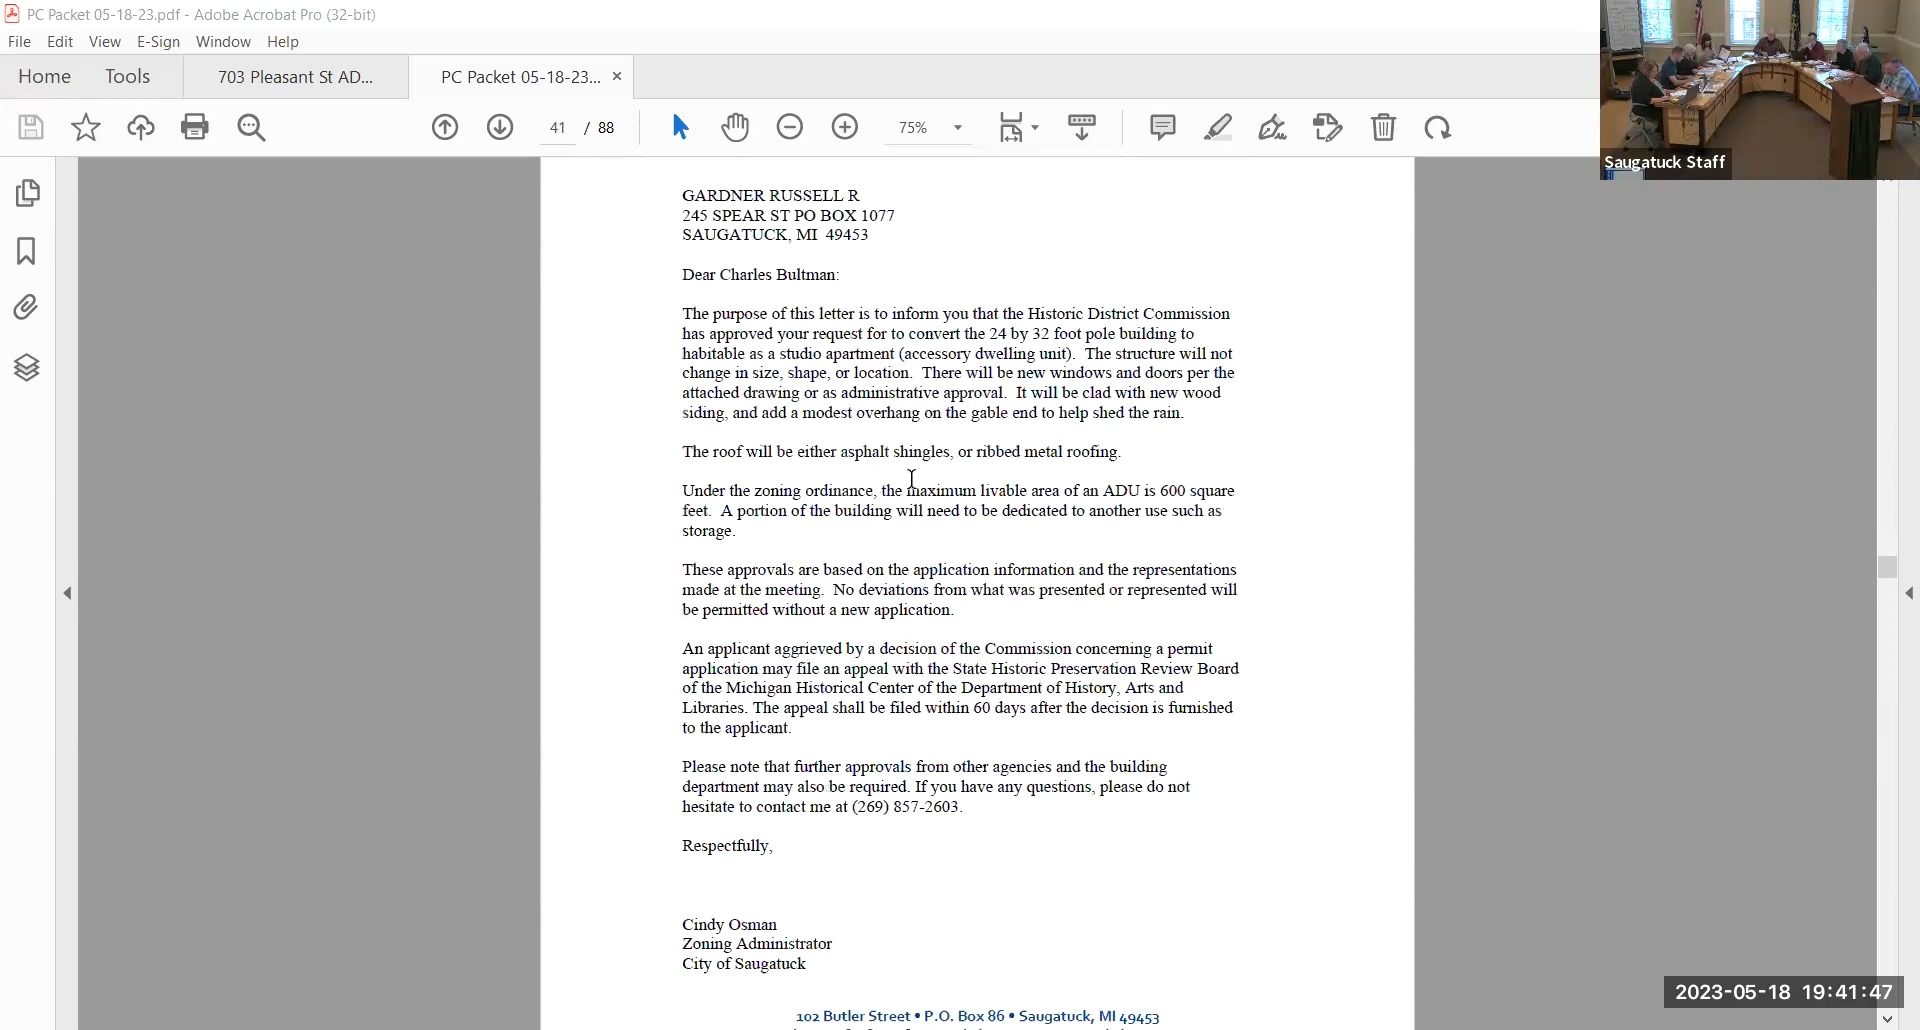 PC Packet 05-18-23.pdf - Adobe Acrobat Pro (32-bit)
File Edit View E-Sign Window Help
Home Tools 703 Pleasant St AD... PC Packet 05-18-23... ×
41 / 88 75%
Saugatuck Staff
GARDNER RUSSELL R
245 SPEAR ST PO BOX 1077
SAUGATUCK, MI 49453
Dear Charles Bultman:
The purpose of this letter is to inform you that the Historic District Commission
has approved your request for to convert the 24 by 32 foot pole building to
habitable as a studio apartment (accessory dwelling unit). The structure will not
change in size, shape, or location. There will be new windows and doors per the
attached drawing or as administrative approval. It will be clad with new wood
siding, and add a modest overhang on the gable end to help shed the rain.
The roof will be either asphalt shingles, or ribbed metal roofing.
Under the zoning ordinance, the maximum livable area of an ADU is 600 square
feet. A portion of the building will need to be dedicated to another use such as
storage.
These approvals are based on the application information and the representations
made at the meeting. No deviations from what was presented or represented will
be permitted without a new application.
An applicant aggrieved by a decision of the Commission concerning a permit
application may file an appeal with the State Historic Preservation Review Board
of the Michigan Historical Center of the Department of History, Arts and
Libraries. The appeal shall be filed within 60 days after the decision is furnished
to the applicant.
Please note that further approvals from other agencies and the building
department may also be required. If you have any questions, please do not
hesitate to contact me at (269) 857-2603.
Respectfully,
Cindy Osman
Zoning Administrator
City of Saugatuck
102 Butler Street • P.O. Box 86 • Saugatuck, MI 49453
2023-05-18 19:41:47